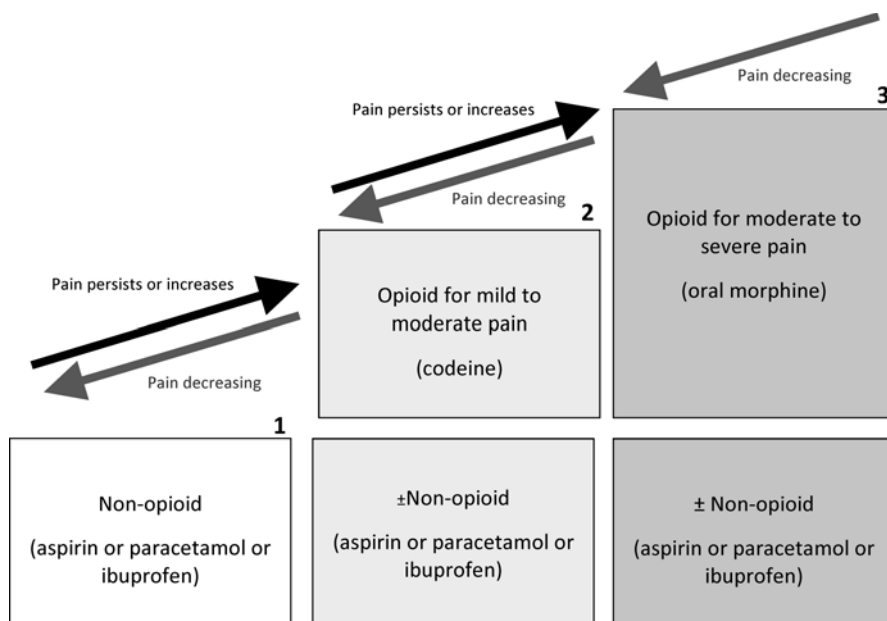 Pain decreasing
3
Pain persists or increases
Pain decreasing
2
Opioid for moderate to
severe pain
(oral morphine)
Pain persists or increases
Opioid for mild to
moderate pain
(codeine)
Pain decreasing
1
Non-opioid
(aspirin or paracetamol or
ibuprofen)
±Non-opioid
(aspirin or paracetamol or
ibuprofen)
± Non-opioid
(aspirin or paracetamol or
ibuprofen)